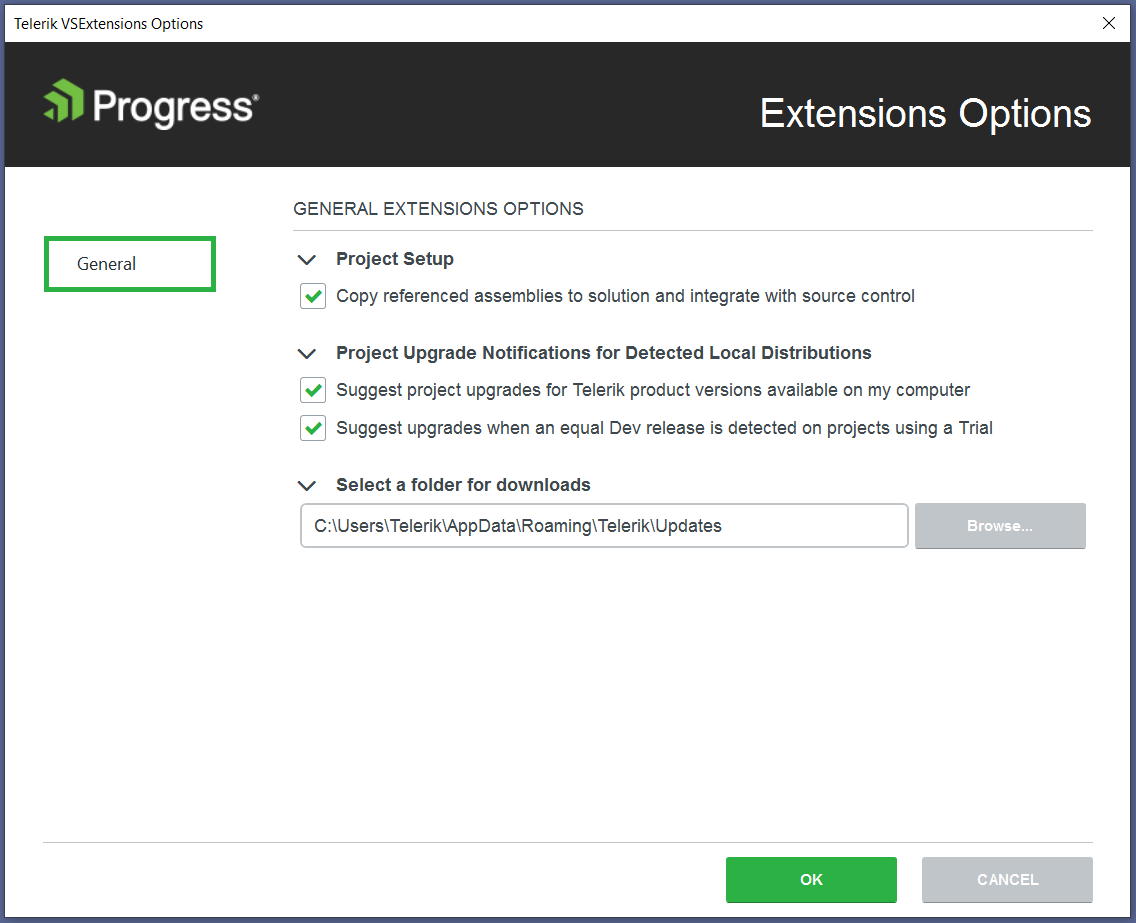 Telerik VSExtensions Options
Progress®
Extensions Options
General
GENERAL EXTENSIONS OPTIONS
Project Setup
Copy referenced assemblies to solution and integrate with source control
Project Upgrade Notifications for Detected Local Distributions
Suggest project upgrades for Telerik product versions available on my computer
Suggest upgrades when an equal Dev release is detected on projects using a Trial
Select a folder for downloads
C:\Users\Telerik\AppData\Roaming\Telerik\Updates
Browse...
OK
CANCEL